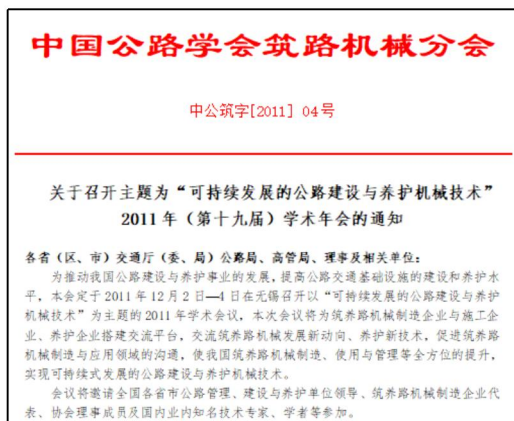 中国公路学会筑路机械分会
中公筑字[2011] 04号
关于召开主题为“可持续发展的公路建设与养护机械技术”
2011年（第十九届）学术年会的通知
各省（区、市）交通厅（委、局）公路局、高管局、理事及相关单位：
为推动我国公路建设与养护事业的发展，提高公路交通基础设施的建设和养护水
平，本会定于2011年12月2日—4日在无锡召开以“可持续发展的公路建设与养护
机械技术”为主题的2011年学术会议，本次会议将为筑养路机械制造企业与施工企
业、养护企业搭建交流平台，交流筑养路机械发展新动向、养护新技术，促进筑养路
机械制造与应用领域的沟通，使我国筑养路机械制造、使用与管理等全方位的提升，
实现可持续式发展的公路建设与养护机械技术。
会议将邀请全国各省市公路管理、建设与养护单位领导、筑养路机械制造企业代
表、协会理事成员及国内业内知名技术专家、学者等参加。